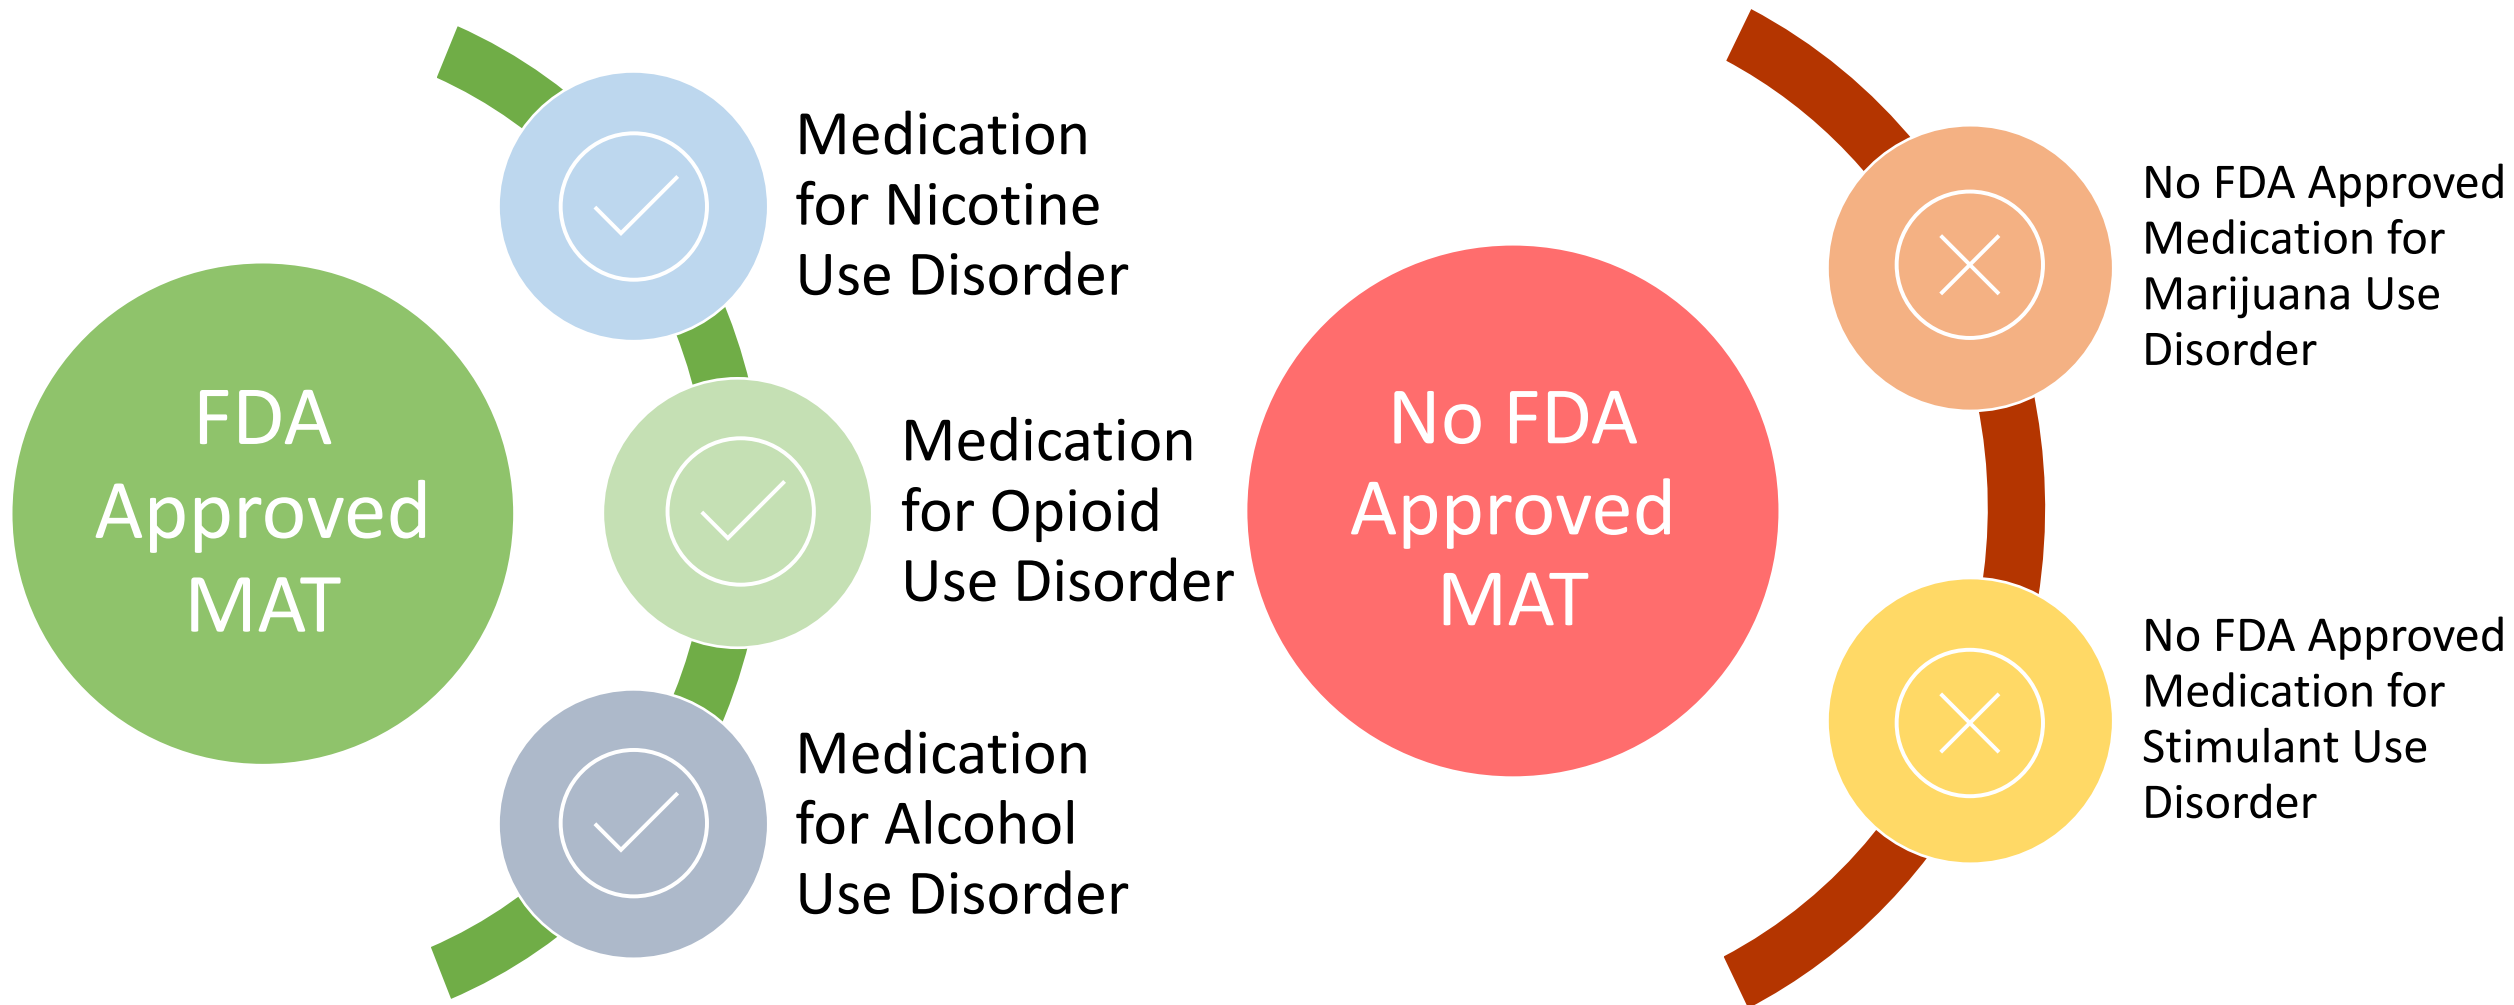 FDA
Approved
MAT
Medication
for Nicotine
Use Disorder
Medication
for Opioid
Use Disorder
Medication
for Alcohol
Use Disorder
No FDA
Approved
MAT
No FDA Approved
Medication for
Marijuana Use
Disorder
No FDA Approved
Medication for
Stimulant Use
Disorder